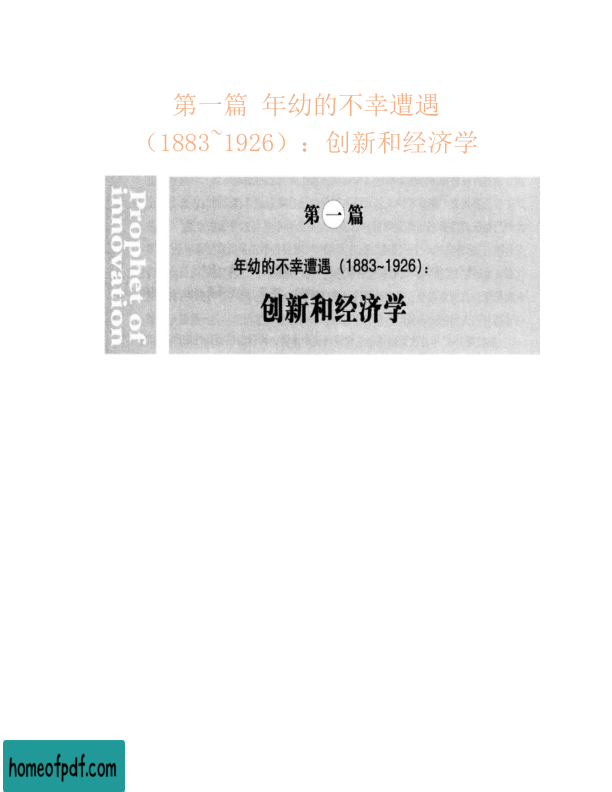 第一篇 年幼的不幸遭遇
（1883~1926）：创新和经济学
Prophet of
innovation
第一篇
年幼的不幸遭遇（1883~1926）：
创新和经济学
homeofpdf.com